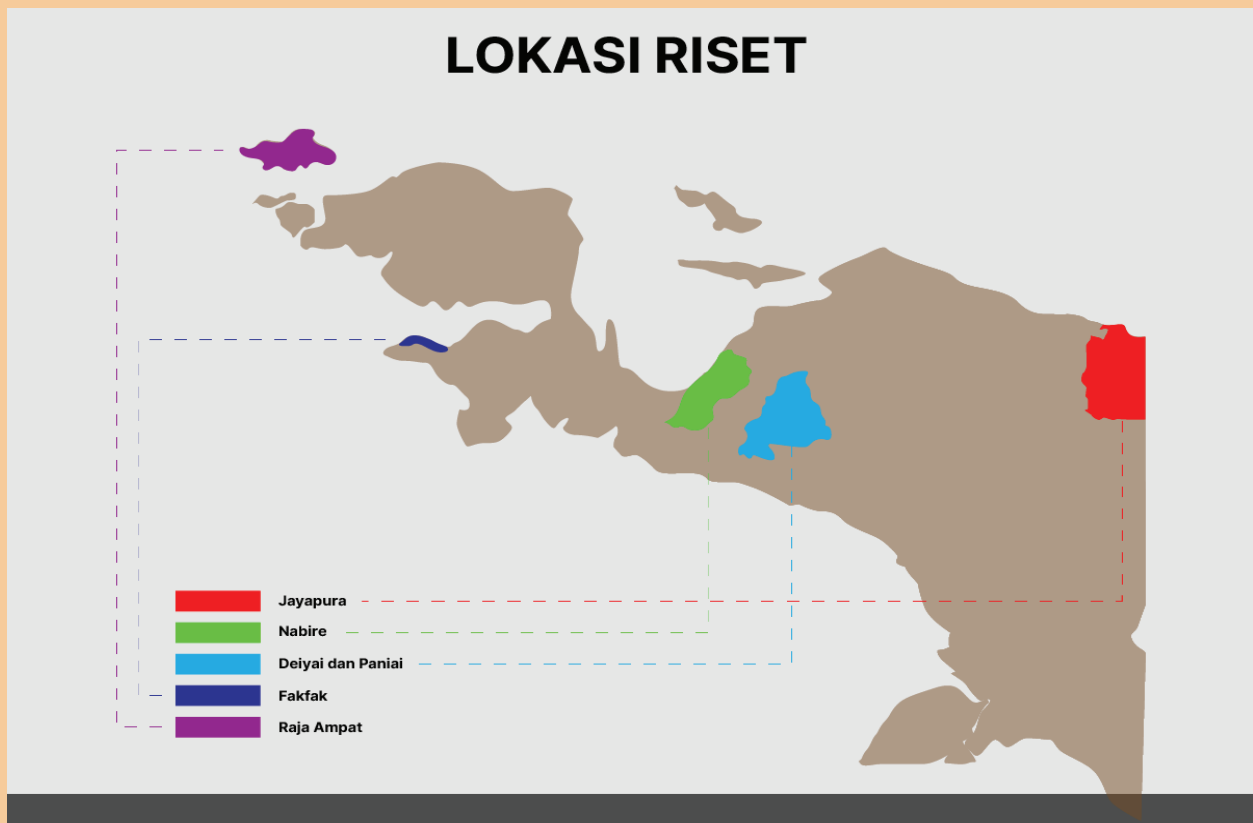 LOKASI RISET
Jayapura
Nabire
Deiyai dan Paniai
Fakfak
Raja Ampat